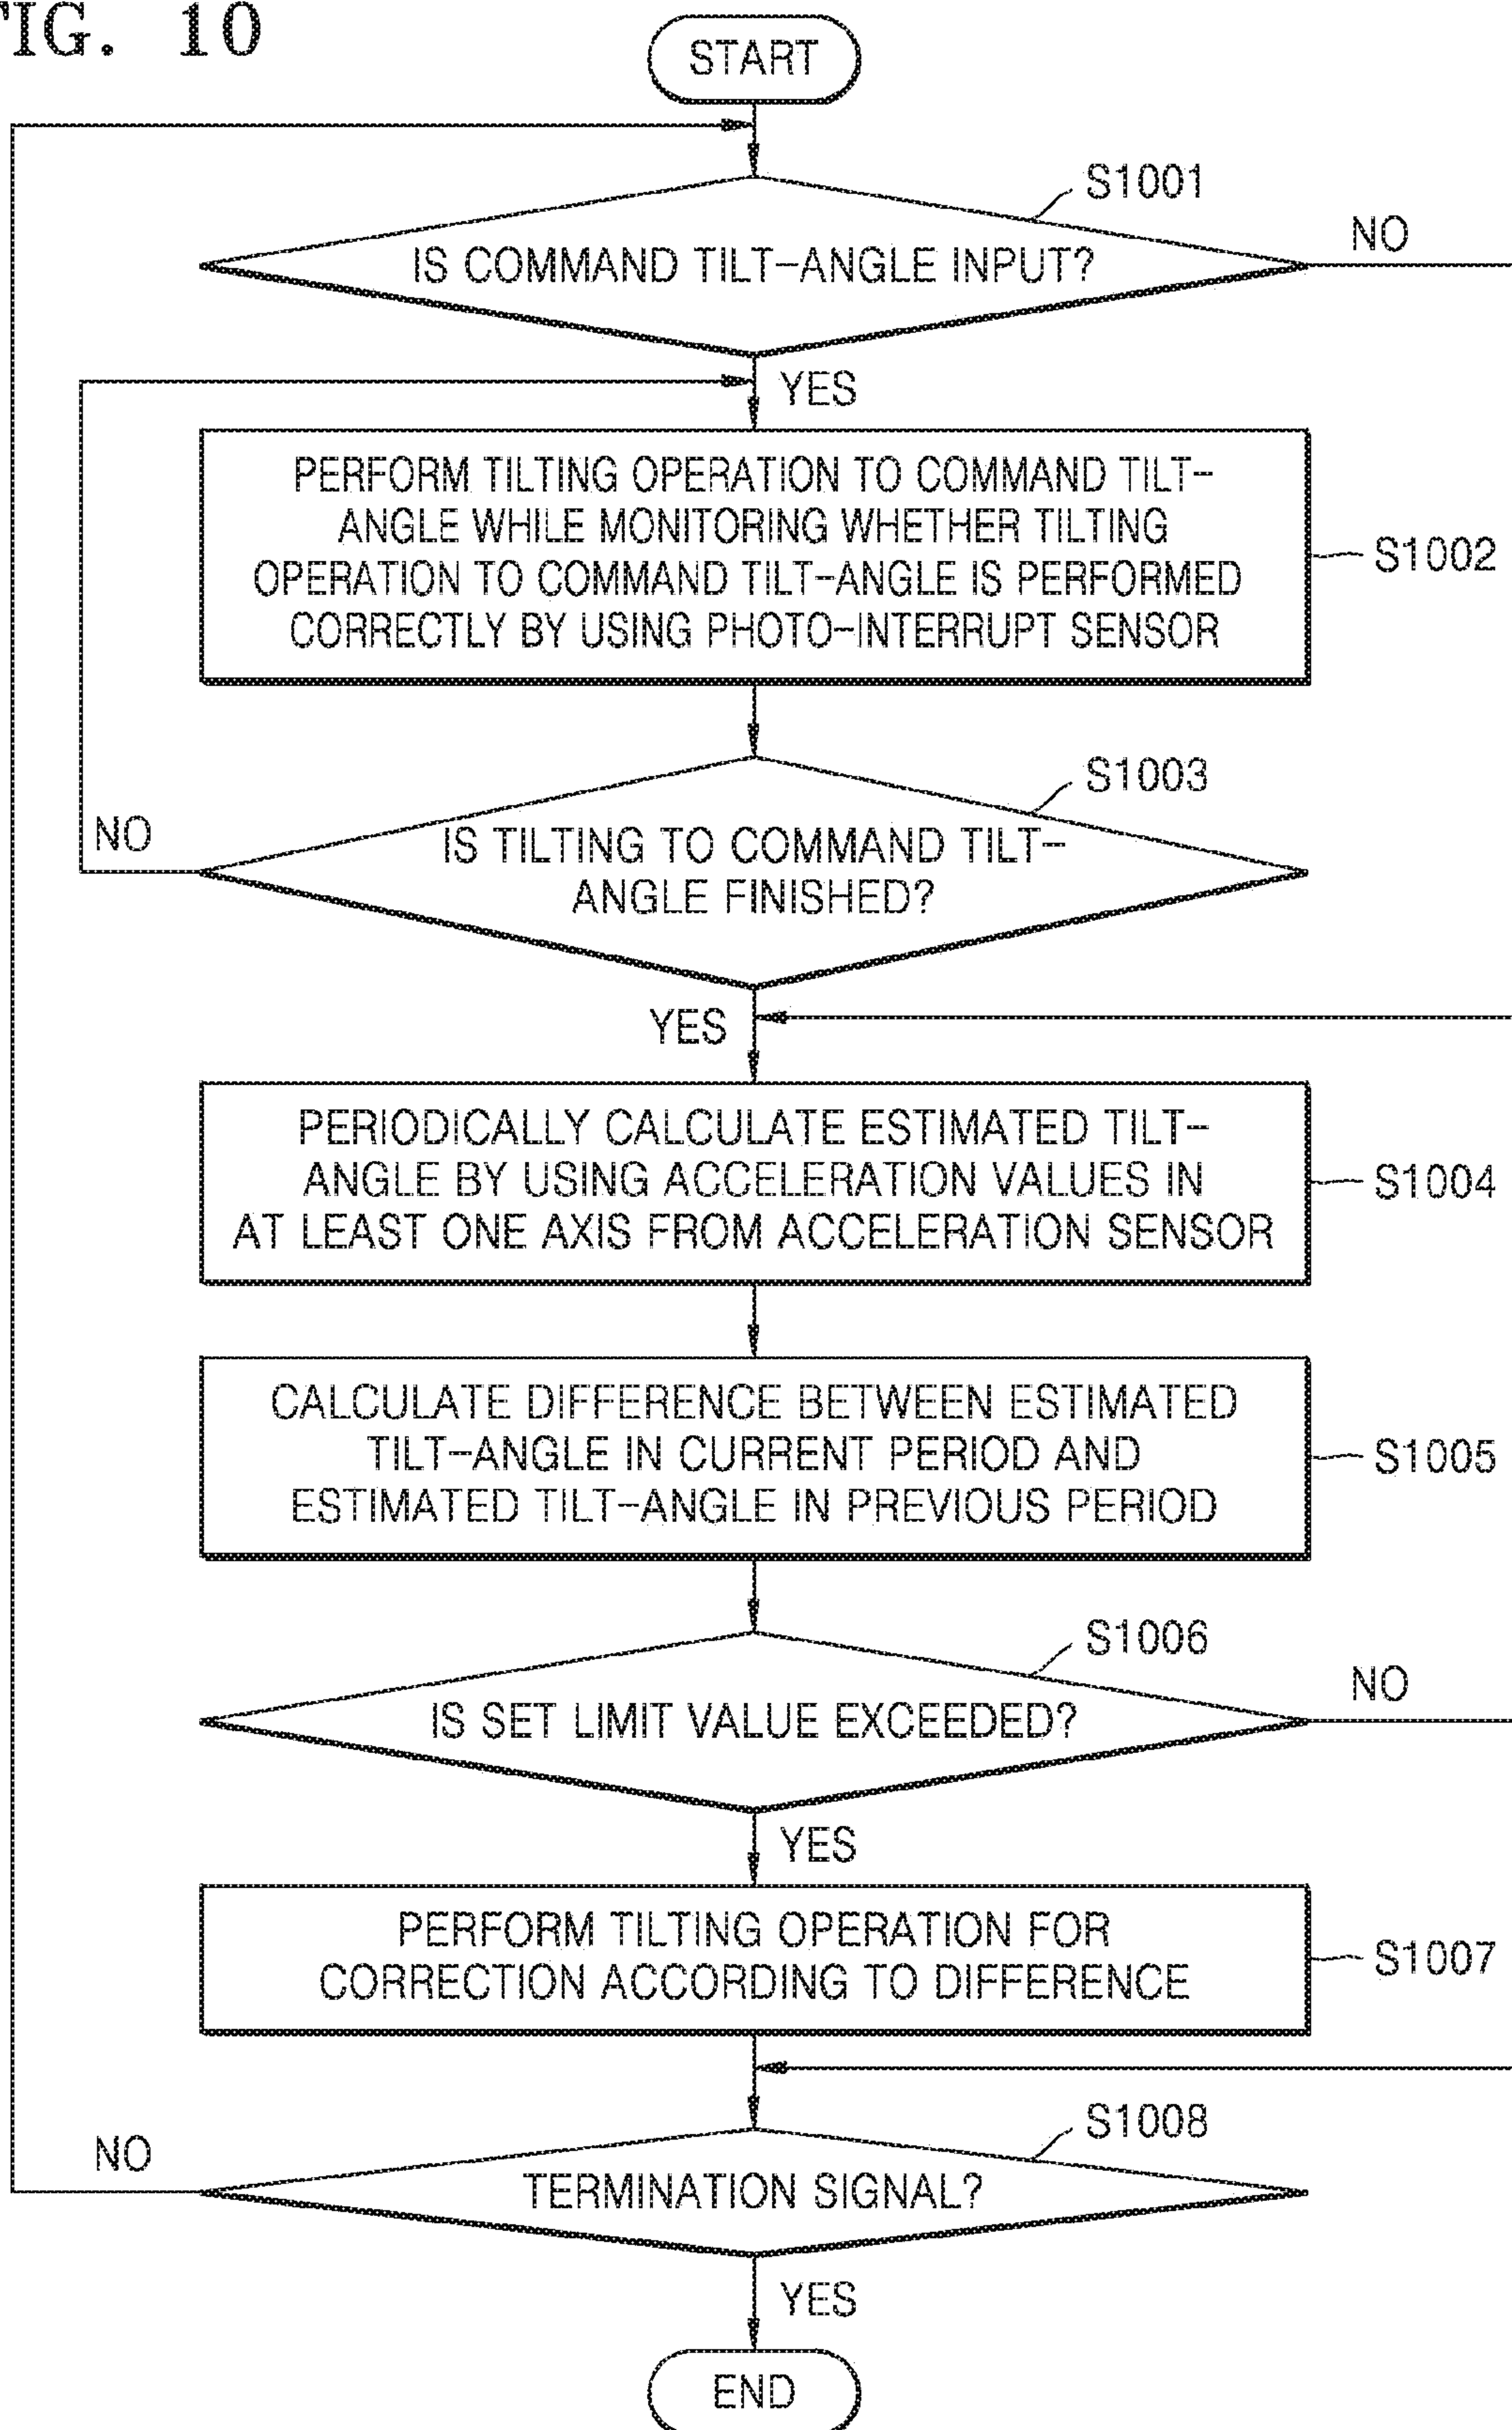 FIG. 10
START
S1001
IS COMMAND TILT-ANGLE INPUT?
NO
YES
PERFORM TILTING OPERATION TO COMMAND TILT-
ANGLE WHILE MONITORING WHETHER TILTING
OPERATION TO COMMAND TILT-ANGLE IS PERFORMED
CORRECTLY BY USING PHOTO-INTERRUPT SENSOR
S1002
S1003
IS TILTING TO COMMAND TILT-
ANGLE FINISHED?
NO
YES
PERIODICALLY CALCULATE ESTIMATED TILT-
ANGLE BY USING ACCELERATION VALUES IN
AT LEAST ONE AXIS FROM ACCELERATION SENSOR
S1004
CALCULATE DIFFERENCE BETWEEN ESTIMATED
TILT-ANGLE IN CURRENT PERIOD AND
ESTIMATED TILT-ANGLE IN PREVIOUS PERIOD
S1005
S1006
IS SET LIMIT VALUE EXCEEDED?
NO
YES
PERFORM TILTING OPERATION FOR
CORRECTION ACCORDING TO DIFFERENCE
S1007
S1008
NO
TERMINATION SIGNAL?
YES
END